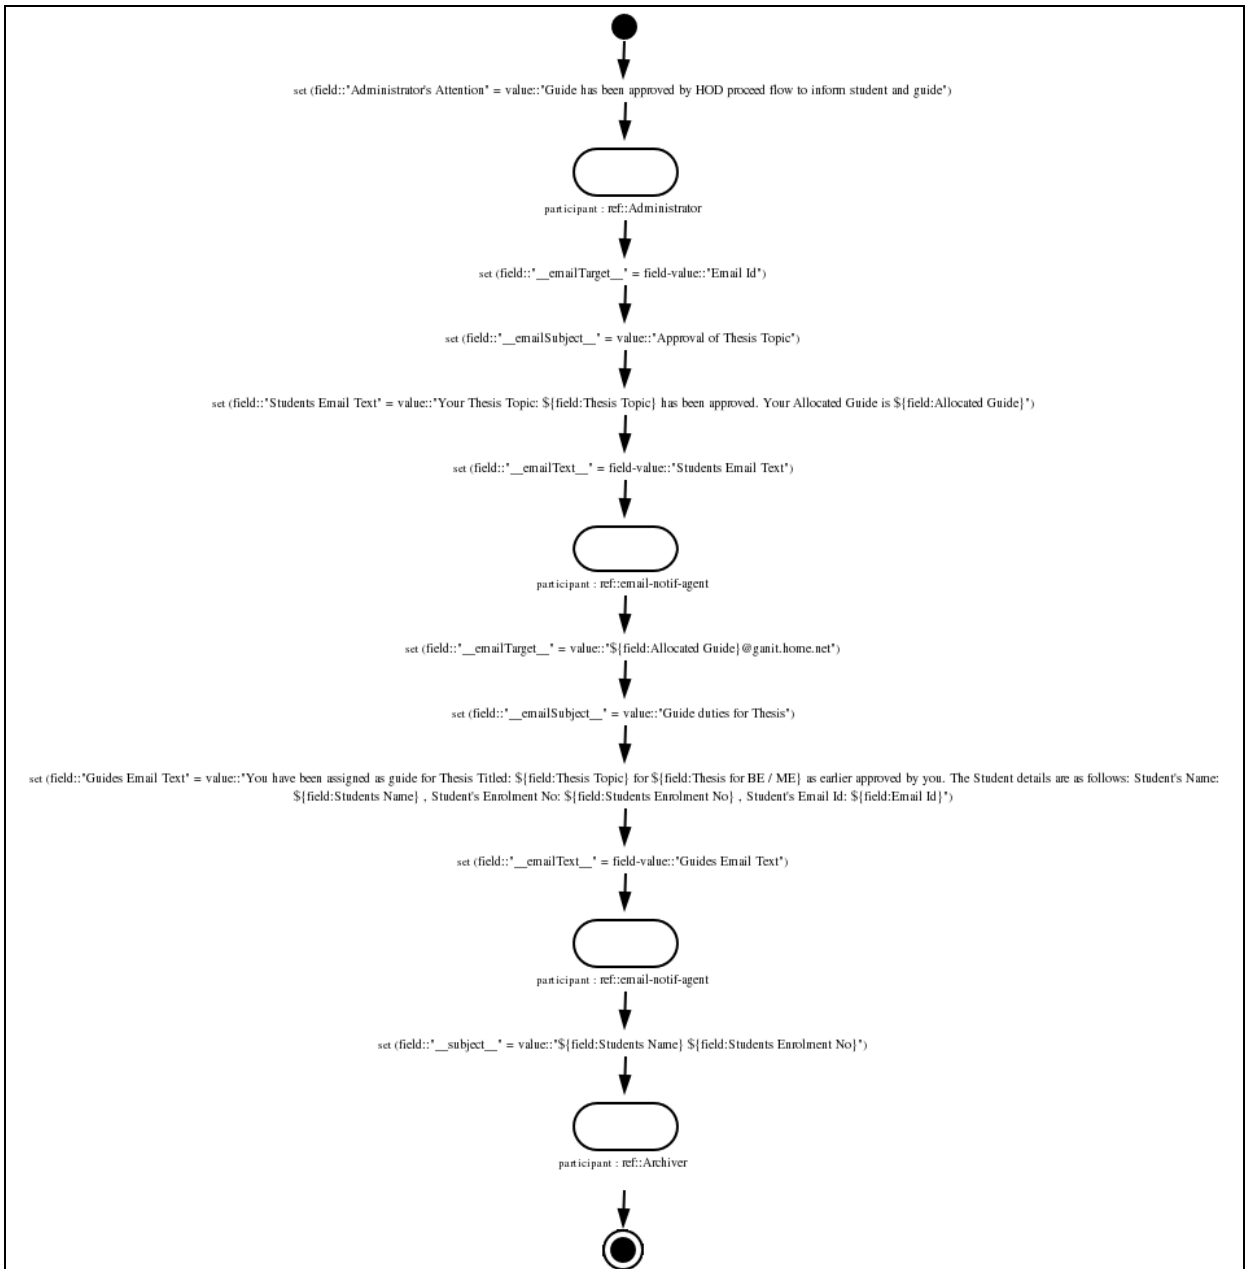 set (field::"Administrator's Attention" = value::"Guide has been approved by HOD proceed flow to inform student and guide")
participant : ref::Administrator
set (field::"__emailTarget__" = field-value::"Email Id")
set (field::"__emailSubject__" = value::"Approval of Thesis Topic")
set (field::"Students Email Text" = value::"Your Thesis Topic: ${field:Thesis Topic} has been approved. Your Allocated Guide is ${field:Allocated Guide}")
set (field::"__emailText__" = field-value::"Students Email Text")
participant : ref::email-notif-agent
set (field::"__emailTarget__" = value::"${field:Allocated Guide}@ganit.home.net")
set (field::"__emailSubject__" = value::"Guide duties for Thesis")
set (field::"Guides Email Text" = value::"You have been assigned as guide for Thesis Titled: ${field:Thesis Topic} for ${field:Thesis for BE / ME} as earlier approved by you. The Student details are as follows: Student's Name:
${field:Students Name} , Student's Enrolment No: ${field:Students Enrolment No} , Student's Email Id: ${field:Email Id}")
set (field::"__emailText__" = field-value::"Guides Email Text")
participant : ref::email-notif-agent
set (field::"__subject__" = value::"${field:Students Name} ${field:Students Enrolment No}")
participant : ref::Archiver